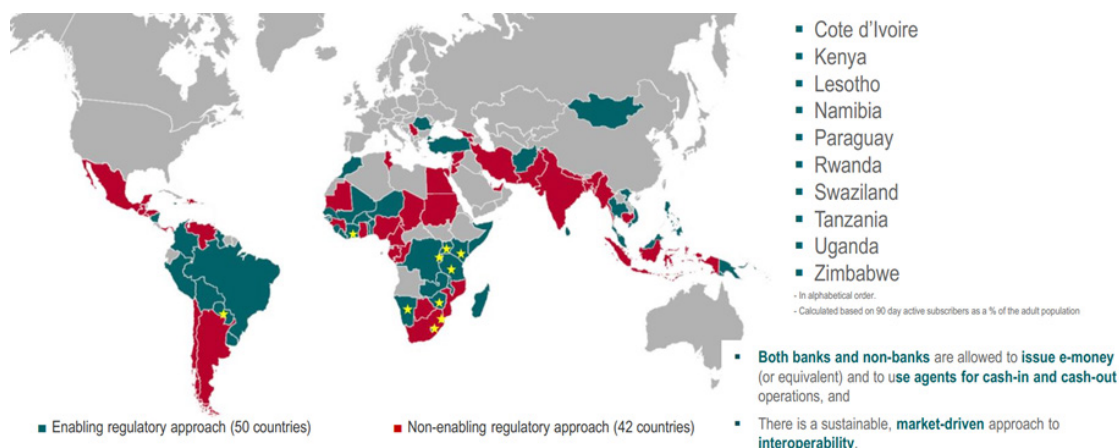 Cote d’Ivoire
Kenya
Lesotho
Namibia
Paraguay
Rwanda
Swaziland
Tanzania
Uganda
Zimbabwe
- In alphabetical order.
- Calculated based on 90 day active subscribers as a % of the adult population
Both banks and non-banks are allowed to issue e-money
(or equivalent) and to use agents for cash-in and cash-out
operations, and
There is a sustainable, market-driven approach to
interoperability.
Enabling regulatory approach (50 countries)
Non-enabling regulatory approach (42 countries)